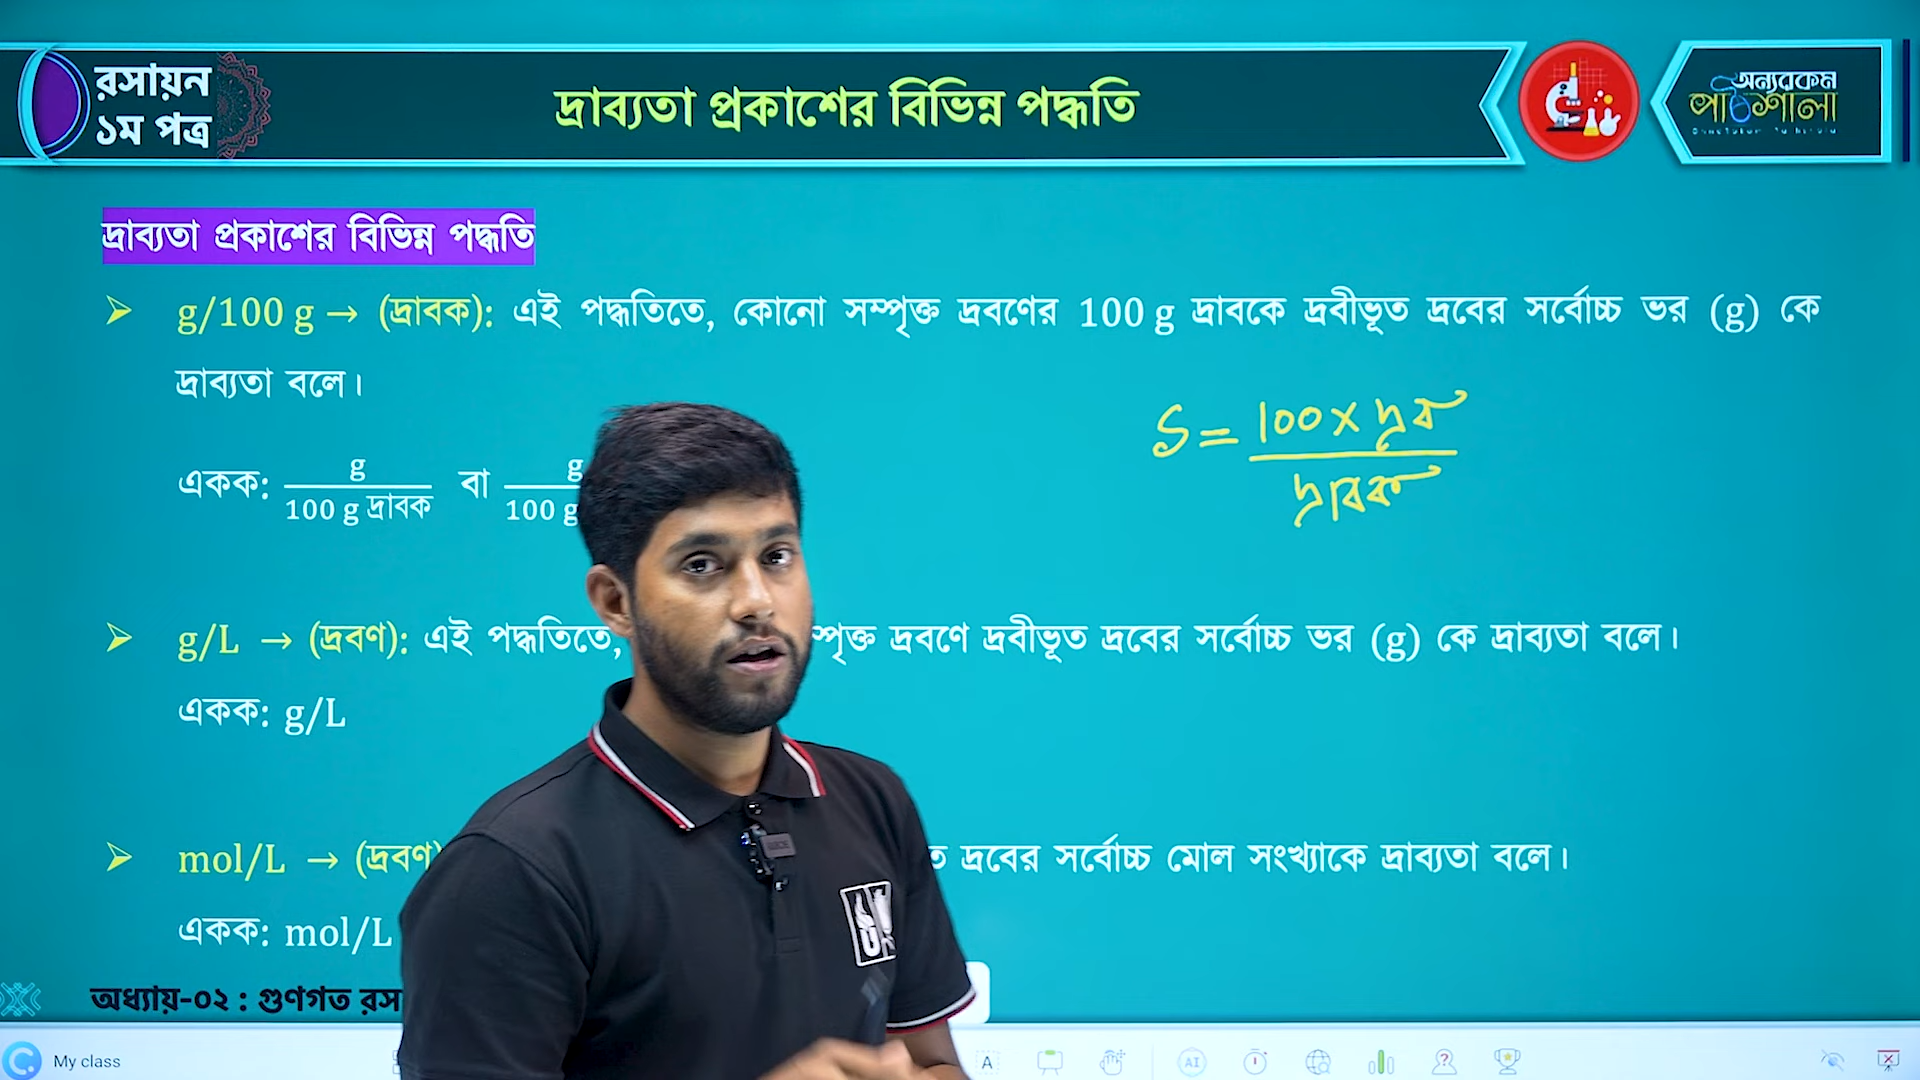 রসায়ন
১ম পত্র
দ্রাব্যতা প্রকাশের বিভিন্ন পদ্ধতি
অন্যরকম
পাঠশালা
দ্রাব্যতা প্রকাশের বিভিন্ন পদ্ধতি
➢ g/100 g → (দ্রাবক): এই পদ্ধতিতে, কোনো সম্পৃক্ত দ্রবণের 100 g দ্রাবকে দ্রবীভূত দ্রবের সর্বোচ্চ ভর (g) কে
দ্রাব্যতা বলে।
S = 100 × দ্রব
দ্রাবক
একক: g / 100 g দ্রাবক বা g / 100 g
➢ g/L → (দ্রবণ): এই পদ্ধতিতে, দ্রবণে দ্রবীভূত দ্রবের সর্বোচ্চ ভর (g) কে দ্রাব্যতা বলে।
একক: g/L
➢ mol/L → (দ্রবণ) দ্রবের সর্বোচ্চ মোল সংখ্যাকে দ্রাব্যতা বলে।
একক: mol/L
অধ্যায়-০২ : গুণগত
My class
A
AI